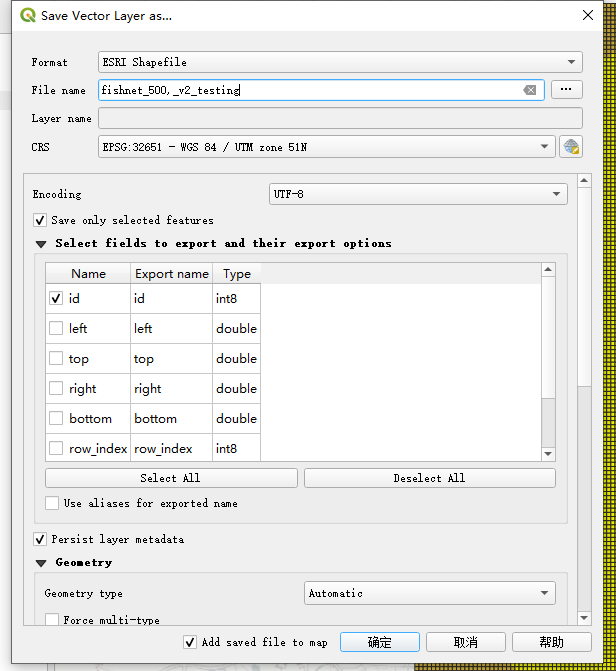 Save Vector Layer as...
Format ESRI Shapefile
File name fishnet_500,_v2_testing
Layer name
CRS EPSG:32651 - WGS 84 / UTM zone 51N
Encoding UTF-8
Save only selected features
Select fields to export and their export options
Name Export name Type
id id int8
left left double
top top double
right right double
bottom bottom double
row_index row_index int8
Select All Deselect All
Use aliases for exported name
Persist layer metadata
Geometry
Geometry type Automatic
Force multi-type
Add saved file to map 确定 取消 帮助